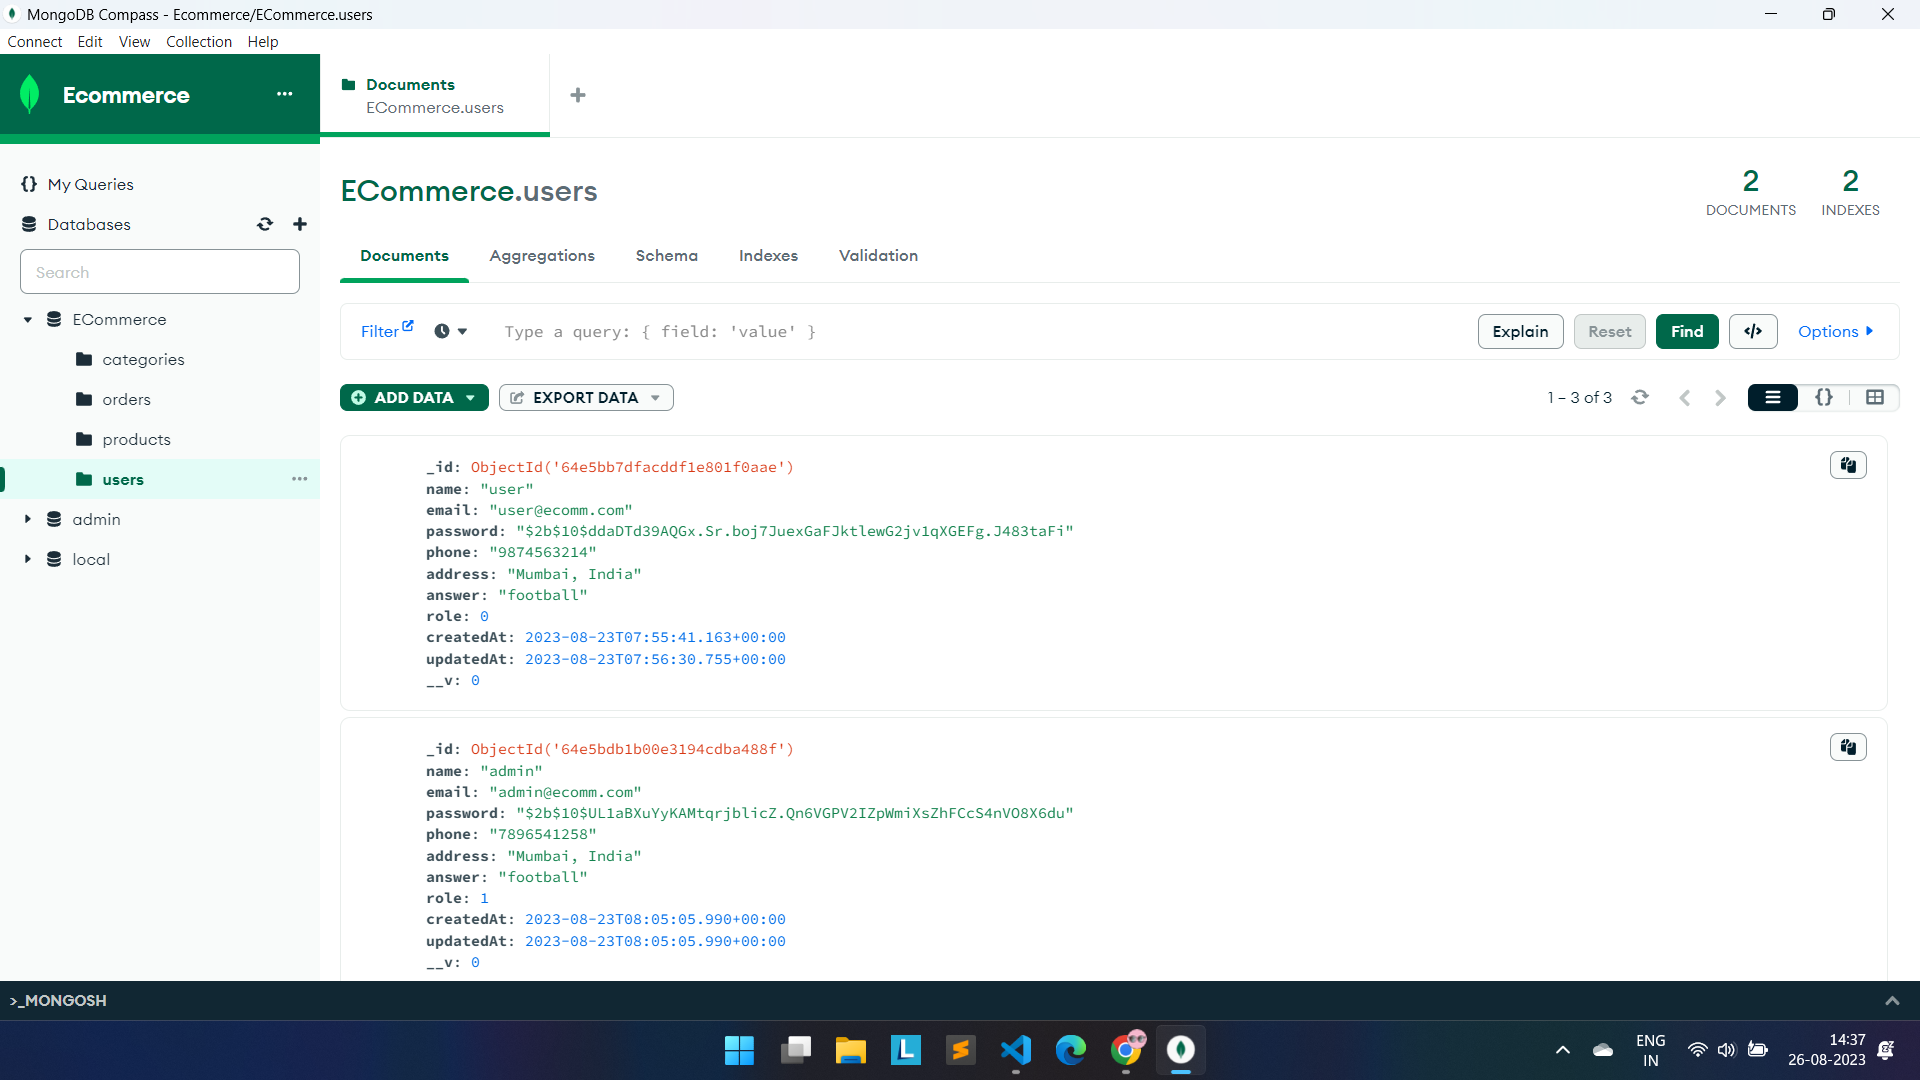 MongoDB Compass - Ecommerce/ECommerce.users
Connect Edit View Collection Help
Ecommerce
My Queries
Databases
Search
ECommerce
categories
orders
products
users
admin
local
Documents
ECommerce.users
ECommerce.users
2 DOCUMENTS
2 INDEXES
Documents Aggregations Schema Indexes Validation
Filter Type a query: { field: 'value' } Explain Reset Find </> Options
ADD DATA EXPORT DATA 1 – 3 of 3 {}
_id: ObjectId('64e5bb7dfacddf1e801f0aae')
name: "user"
email: "user@ecomm.com"
password: "$2b$10$ddaDTd39AQGx.Sr.boj7JuexGaFJktlewG2jv1qXGEFg.J483taFi"
phone: "9874563214"
address: "Mumbai, India"
answer: "football"
role: 0
createdAt: 2023-08-23T07:55:41.163+00:00
updatedAt: 2023-08-23T07:56:30.755+00:00
__v: 0
_id: ObjectId('64e5bdb1b00e3194cdba488f')
name: "admin"
email: "admin@ecomm.com"
password: "$2b$10$UL1aBXuYyKAMtqrjblicZ.Qn6VGPV2IZpWmiXsZhFCcS4nVO8X6du"
phone: "7896541258"
address: "Mumbai, India"
answer: "football"
role: 1
createdAt: 2023-08-23T08:05:05.990+00:00
updatedAt: 2023-08-23T08:05:05.990+00:00
__v: 0
>_MONGOSH
ENG
IN
14:37
26-08-2023